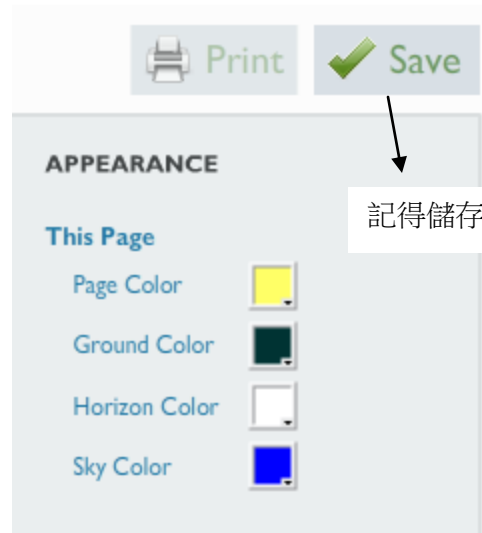 Print
Save
APPEARANCE
記得儲存
This Page
Page Color
Ground Color
Horizon Color
Sky Color